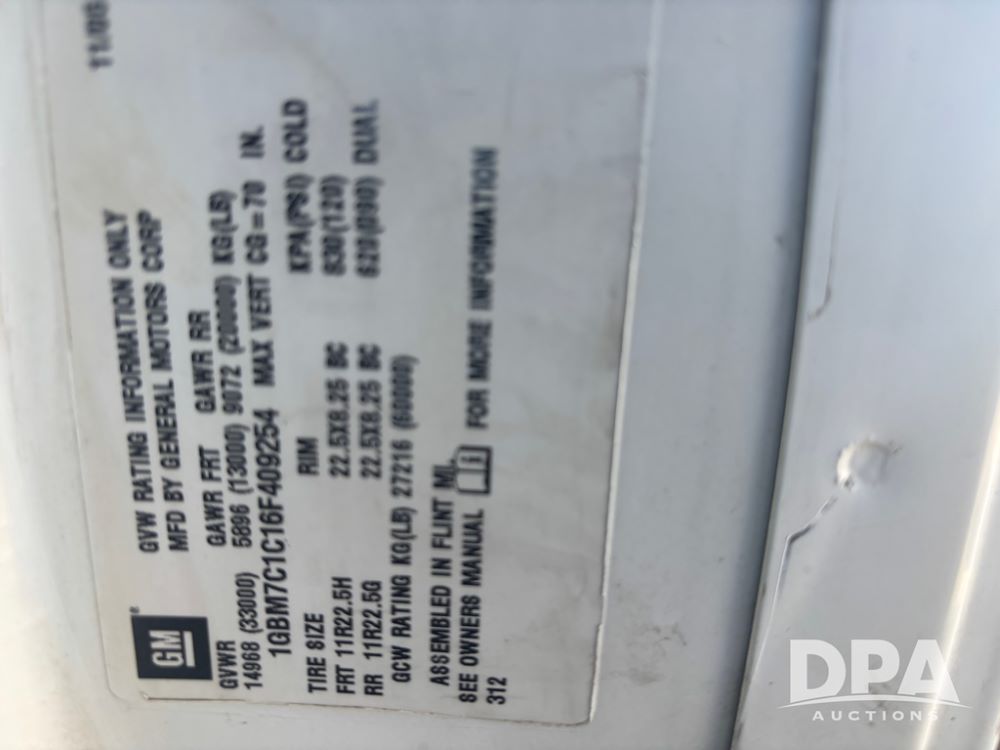 GM
GVW RATING INFORMATION ONLY
MFD BY GENERAL MOTORS CORP
GVWR GAWR FRT GAWR RR
14968 (33000) 5896 (13000) 9072 (20000) KG(LB)
1GBM7C1C16F409254 MAX VERT CG=70 IN.
TIRE SIZE RIM KPA(PSI) COLD
FRT 11R22.5H 22.5X8.25 BC 830(120)
RR 11R22.5G 22.5X8.25 BC 620(090) DUAL
GCW RATING KG(LB) 27216 (60000)
ASSEMBLED IN FLINT MI.
SEE OWNERS MANUAL FOR MORE INFORMATION
312
DPA
AUCTIONS